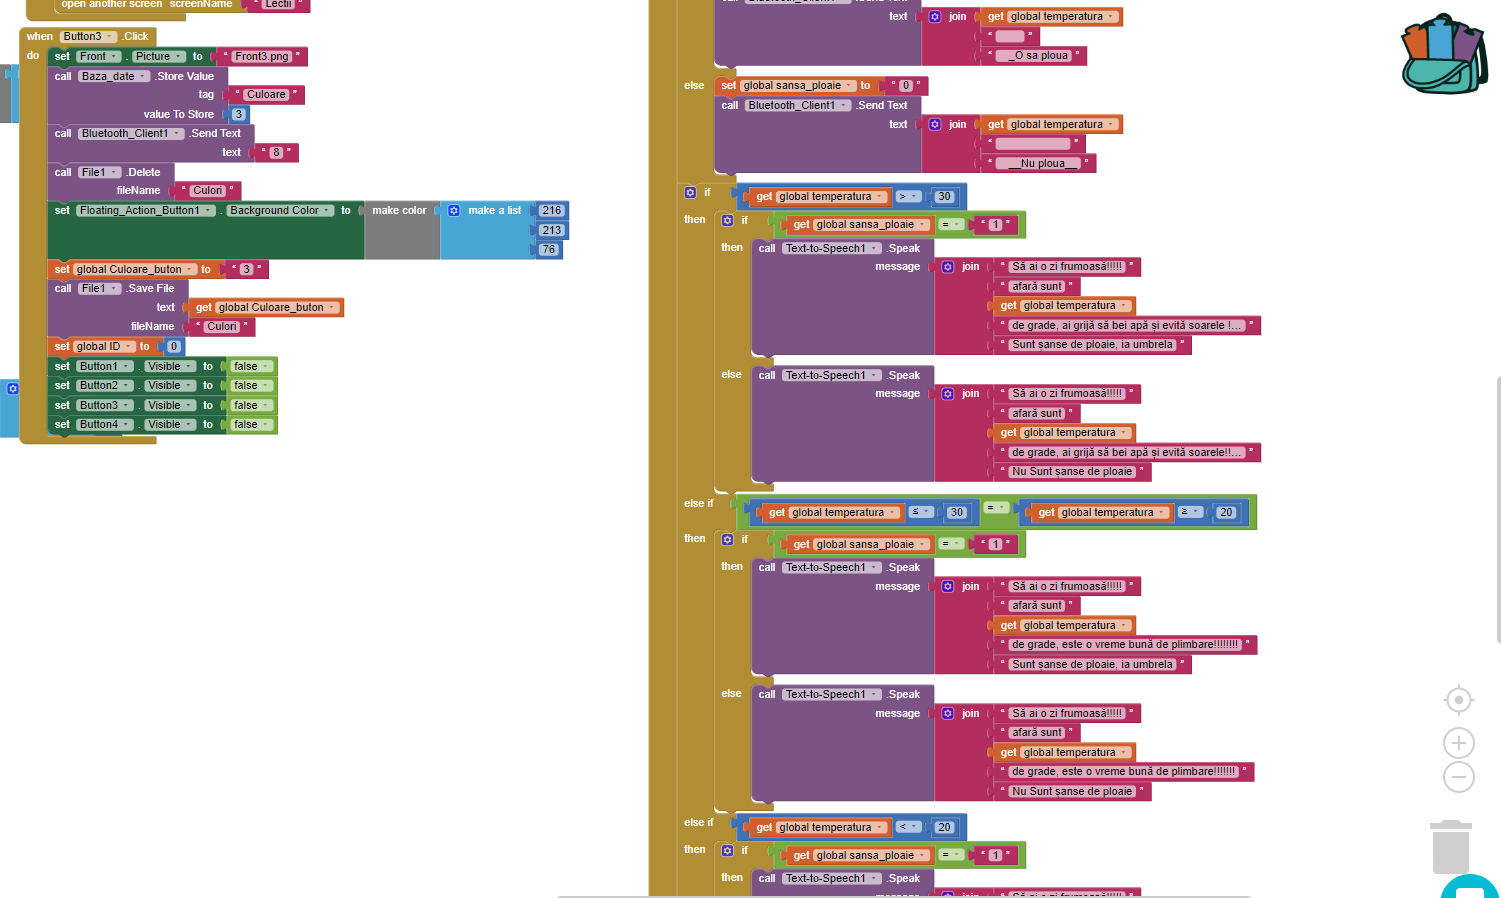 open another screen screenName " Lectii "
when Button3 .Click
do set Front . Picture to " Front3.png "
call Baza_date .Store Value
tag " Culoare "
value To Store 3
call Bluetooth_Client1 .Send Text
text " 8 "
call File1 .Delete
fileName " Culori "
set Floating_Action_Button1 . Background Color to make color make a list 216
213
76
set global Culoare_buton to " 3 "
call File1 .Save File
text get global Culoare_buton
fileName " Culori "
set global ID to 0
set Button1 . Visible to false
set Button2 . Visible to false
set Button3 . Visible to false
set Button4 . Visible to false
text join get global temperatura
" "
" _O sa ploua "
else set global sansa_ploaie to " 0 "
call Bluetooth_Client1 .Send Text
text join get global temperatura
" "
" __Nu ploua__ "
if get global temperatura > 30
then if get global sansa_ploaie = " 1 "
then call Text-to-Speech1 .Speak
message join " Să ai o zi frumoasă!!!!! "
" afară sunt "
get global temperatura
" de grade, ai grijă să bei apă și evită soarele !... "
" Sunt șanse de ploaie, ia umbrela "
else call Text-to-Speech1 .Speak
message join " Să ai o zi frumoasă!!!!! "
" afară sunt "
get global temperatura
" de grade, ai grijă să bei apă și evită soarele!!... "
" Nu Sunt șanse de ploaie "
else if get global temperatura ≤ 30 = get global temperatura ≥ 20
then if get global sansa_ploaie = " 1 "
then call Text-to-Speech1 .Speak
message join " Să ai o zi frumoasă!!!!! "
" afară sunt "
get global temperatura
" de grade, este o vreme bună de plimbare!!!!!!!! "
" Sunt șanse de ploaie, ia umbrela "
else call Text-to-Speech1 .Speak
message join " Să ai o zi frumoasă!!!!! "
" afară sunt "
get global temperatura
" de grade, este o vreme bună de plimbare!!!!!!! "
" Nu Sunt șanse de ploaie "
else if get global temperatura < 20
then if get global sansa_ploaie = " 1 "
then call Text-to-Speech1 .Speak